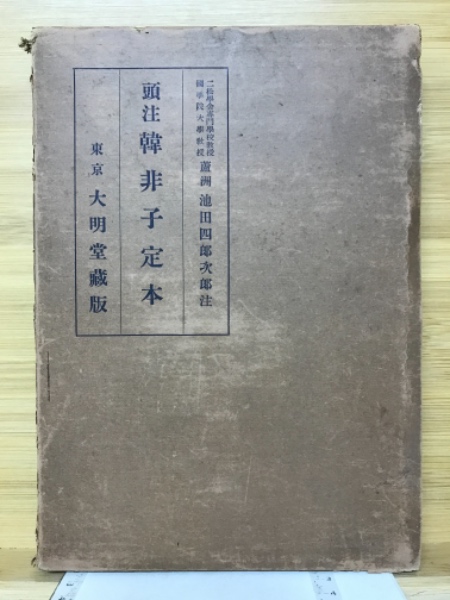 二松學舍專門學校教授
國學院大學教授
蘆洲 池田四郎次郎注
頭注 韓非子定本
東京 大明堂藏版